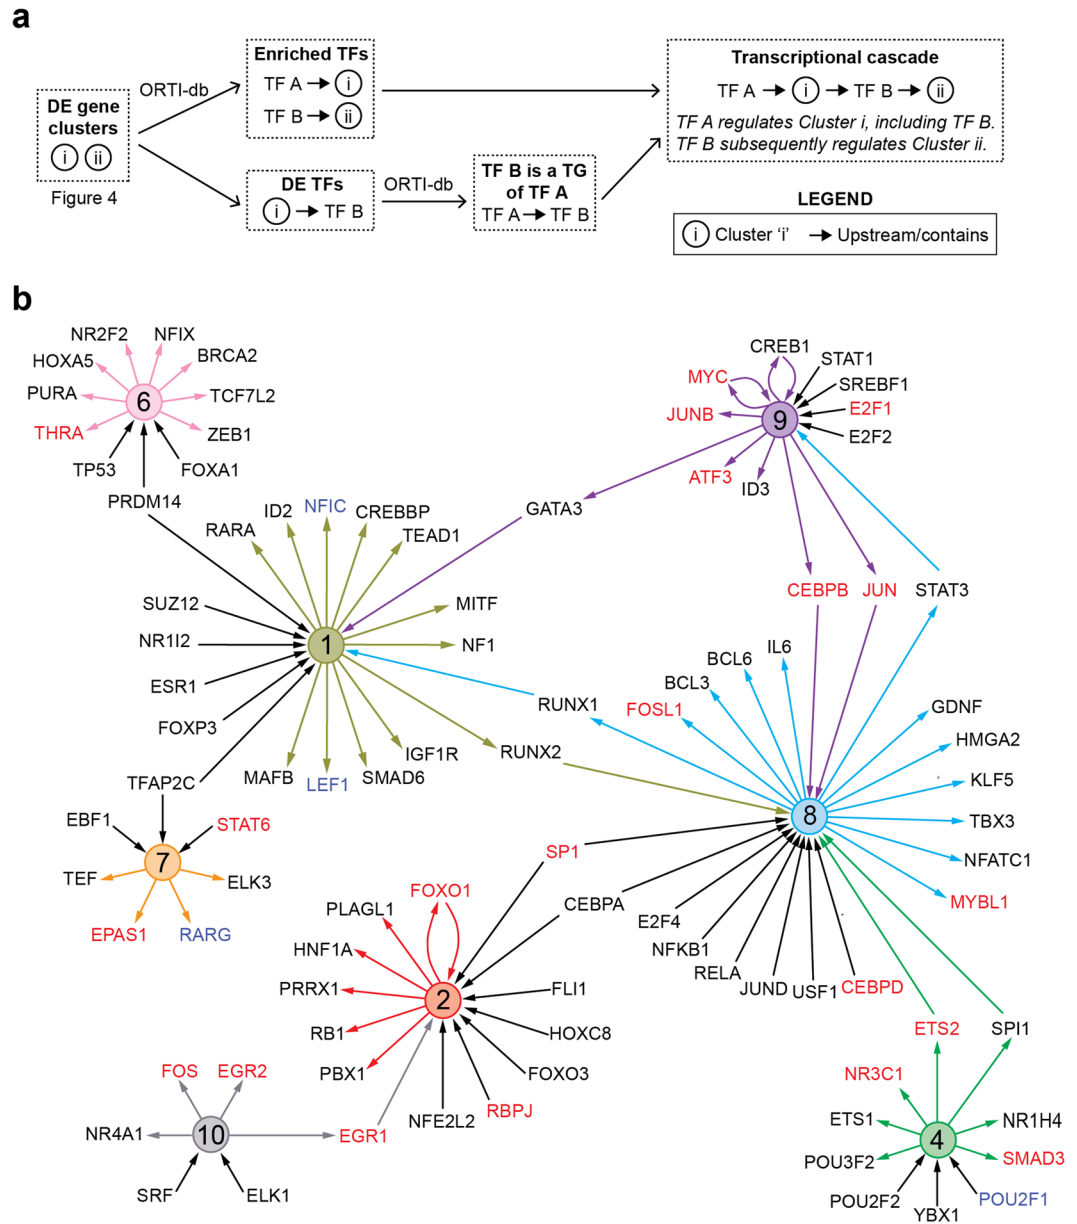 a
Enriched TFs
TF A → i
TF B → ii
ORTI-db
DE gene
clusters
i ii
Figure 4
DE TFs
i → TF B
ORTI-db
TF B is a TG
of TF A
TF A → TF B
Transcriptional cascade
TF A → i → TF B → ii
TF A regulates Cluster i, including TF B.
TF B subsequently regulates Cluster ii.
LEGEND
i Cluster ‘i’ → Upstream/contains
b
NR2F2
NFIX
HOXA5
BRCA2
PURA
6
TCF7L2
THRA
ZEB1
TP53
FOXA1
PRDM14
CREB1
STAT1
MYC
SREBF1
JUNB
9
E2F1
E2F2
ATF3
ID3
GATA3
RARA
ID2
NFIC
CREBBP
TEAD1
SUZ12
MITF
NR1I2
1
NF1
ESR1
FOXP3
IGF1R
MAFB
LEF1
SMAD6
RUNX1
RUNX2
CEBPB
JUN
STAT3
IL6
BCL6
BCL3
FOSL1
GDNF
HMGA2
KLF5
8
TBX3
NFATC1
MYBL1
TFAP2C
EBF1
STAT6
7
TEF
ELK3
EPAS1
RARG
SP1
CEBPA
E2F4
NFKB1
RELA
JUND
USF1
CEBPD
FOXO1
PLAGL1
HNF1A
PRRX1
2
FLI1
RB1
HOXC8
PBX1
FOXO3
NFE2L2
RBPJ
FOS
EGR2
NR4A1
10
EGR1
SRF
ELK1
ETS2
SPI1
NR3C1
ETS1
NR1H4
4
POU3F2
SMAD3
POU2F2
YBX1
POU2F1